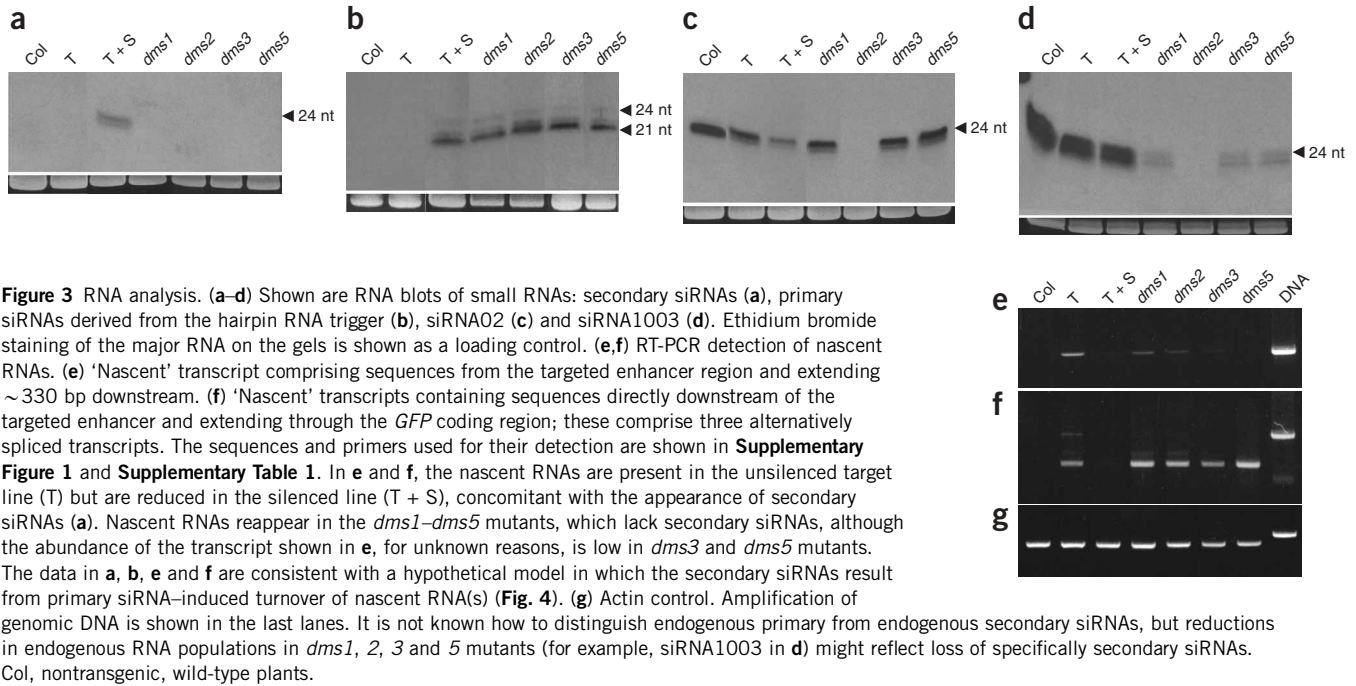 a
Col T T + S dms1 dms2 dms3 dms5
24 nt
b
Col T T + S dms1 dms2 dms3 dms5
24 nt
21 nt
c
Col T T + S dms1 dms2 dms3 dms5
24 nt
d
Col T T + S dms1 dms2 dms3 dms5
24 nt
e
Col T T + S dms1 dms2 dms3 dms5 DNA
f
g
Figure 3 RNA analysis. (a–d) Shown are RNA blots of small RNAs: secondary siRNAs (a), primary
siRNAs derived from the hairpin RNA trigger (b), siRNA02 (c) and siRNA1003 (d). Ethidium bromide
staining of the major RNA on the gels is shown as a loading control. (e,f) RT-PCR detection of nascent
RNAs. (e) ‘Nascent’ transcript comprising sequences from the targeted enhancer region and extending
~330 bp downstream. (f) ‘Nascent’ transcripts containing sequences directly downstream of the
targeted enhancer and extending through the GFP coding region; these comprise three alternatively
spliced transcripts. The sequences and primers used for their detection are shown in Supplementary
Figure 1 and Supplementary Table 1. In e and f, the nascent RNAs are present in the unsilenced target
line (T) but are reduced in the silenced line (T + S), concomitant with the appearance of secondary
siRNAs (a). Nascent RNAs reappear in the dms1–dms5 mutants, which lack secondary siRNAs, although
the abundance of the transcript shown in e, for unknown reasons, is low in dms3 and dms5 mutants.
The data in a, b, e and f are consistent with a hypothetical model in which the secondary siRNAs result
from primary siRNA–induced turnover of nascent RNA(s) (Fig. 4). (g) Actin control. Amplification of
genomic DNA is shown in the last lanes. It is not known how to distinguish endogenous primary from endogenous secondary siRNAs, but reductions
in endogenous RNA populations in dms1, 2, 3 and 5 mutants (for example, siRNA1003 in d) might reflect loss of specifically secondary siRNAs.
Col, nontransgenic, wild-type plants.